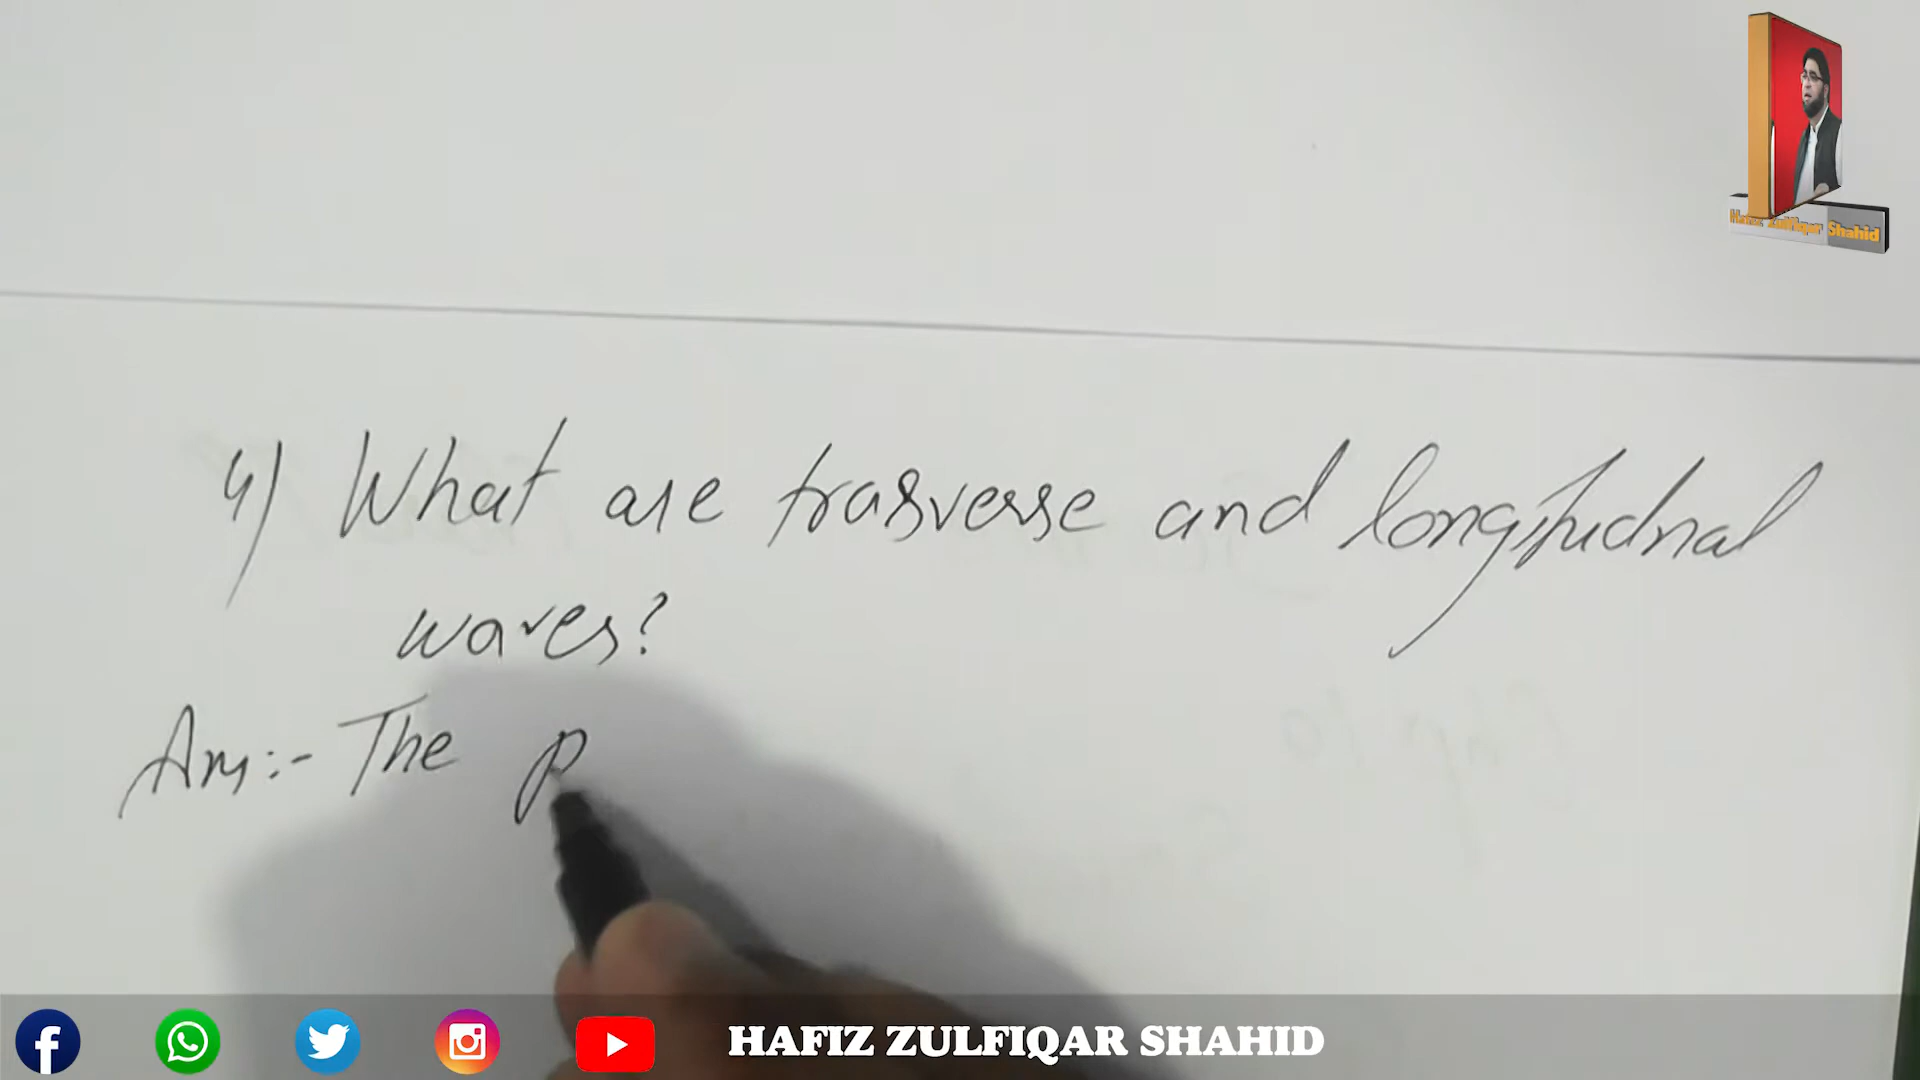 Hafiz Zulfiqar Shahid
4) What are trasverse and longitudnal
waves?
Ans:- The p
HAFIZ ZULFIQAR SHAHID